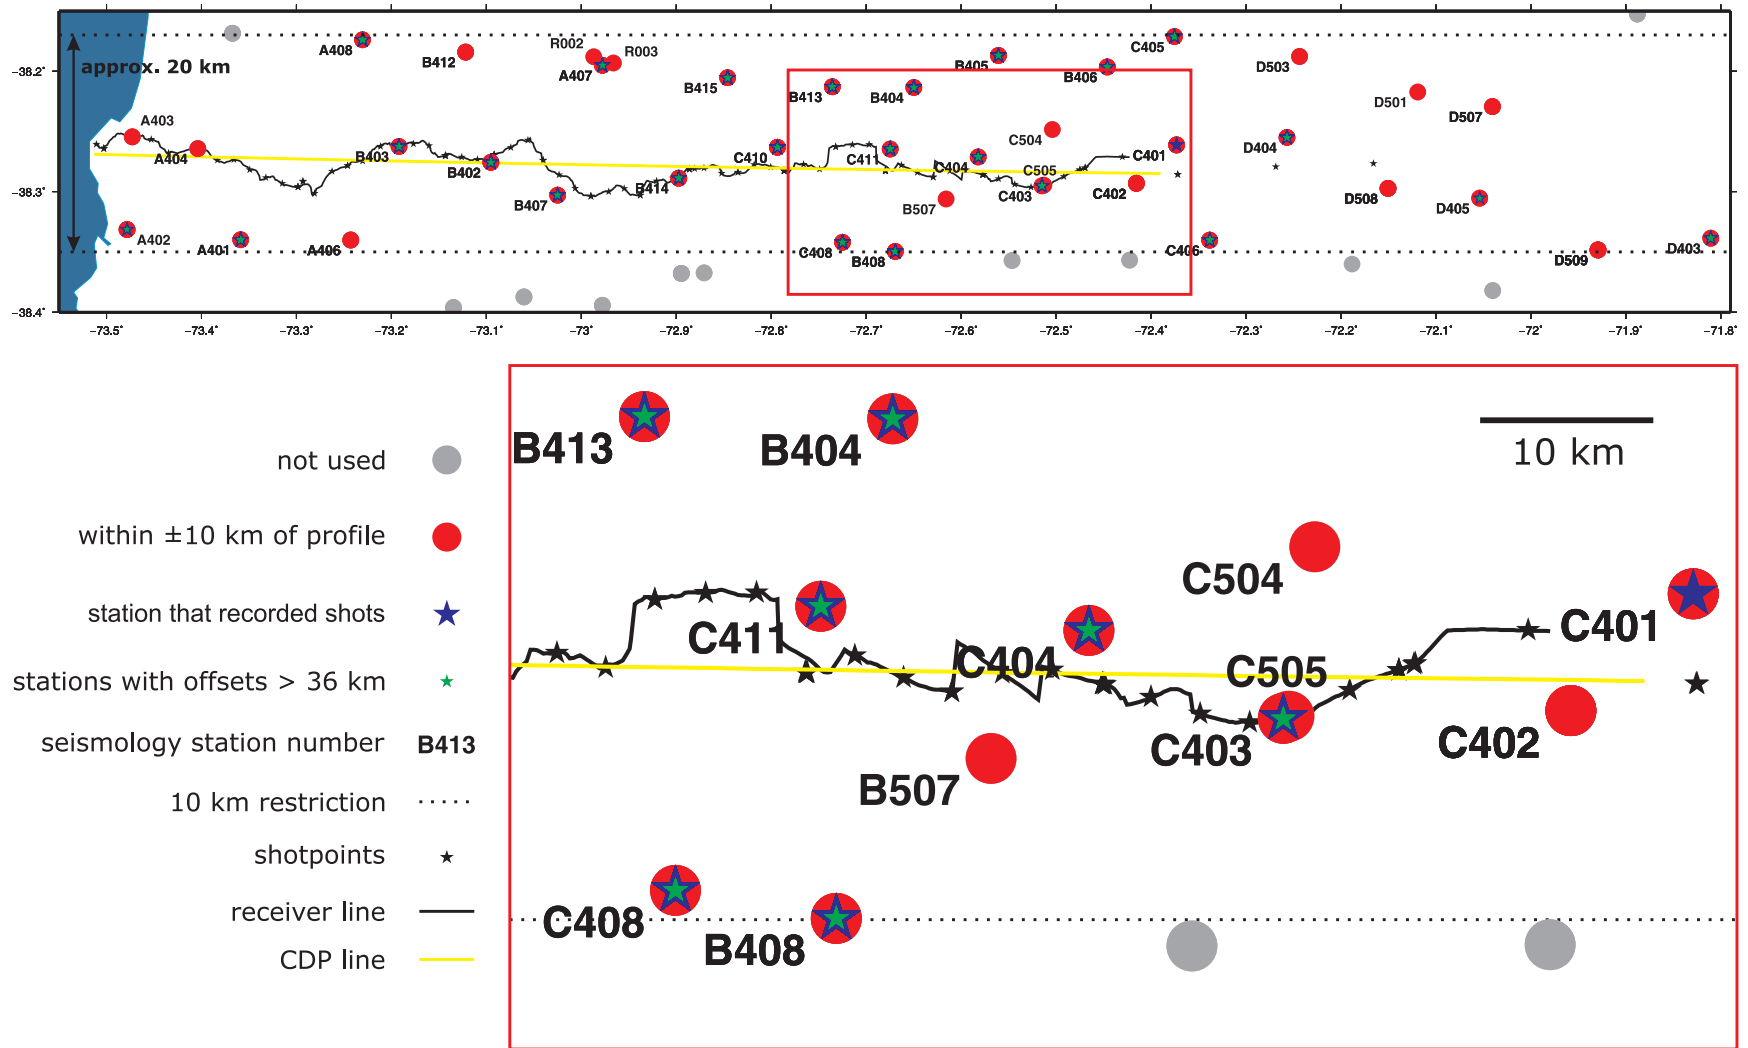 A408
B412
R002
R003
A407
B415
B405
B406
C405
D503
−38.2°
approx. 20 km
B413
B404
D501
D507
A403
A404
B403
B402
C410
C411
C404
C504
C505
C401
D404
−38.3°
B407
B414
B507
C403
C402
D508
D405
A402
A401
A406
C408
B408
C406
D509
D403
−38.4°
−73.5° −73.4° −73.3° −73.2° −73.1° −73° −72.9° −72.8° −72.7° −72.6° −72.5° −72.4° −72.3° −72.2° −72.1° −72° −71.9° −71.8°
not used
within ±10 km of profile
station that recorded shots
stations with offsets > 36 km
seismology station number B413
10 km restriction
shotpoints
receiver line
CDP line
B413
B404
10 km
C504
C411
C404
C505
C401
B507
C403
C402
C408
B408